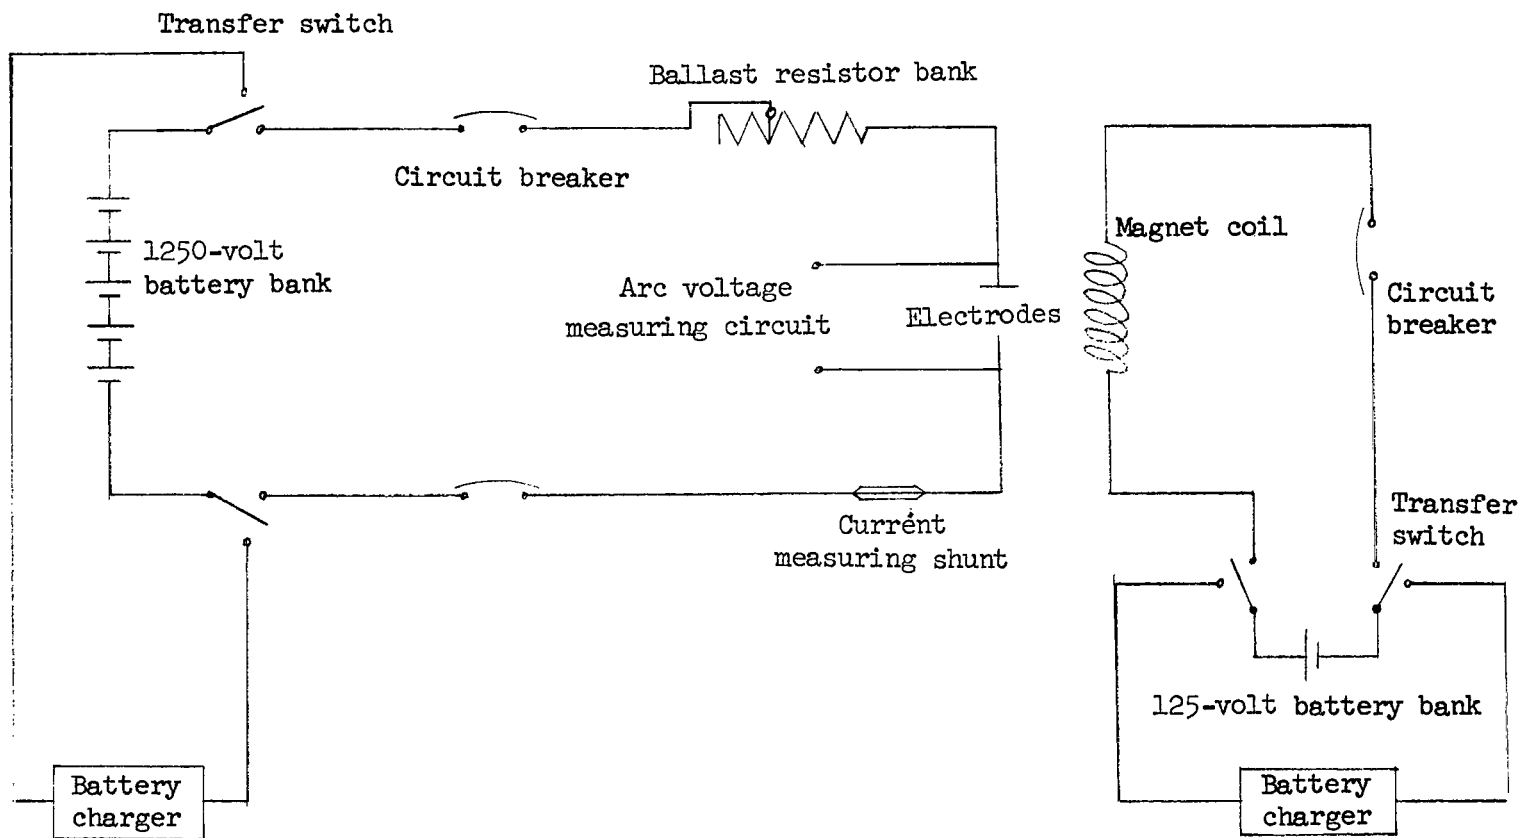 Transfer switch
Ballast resistor bank
Circuit breaker
1250-volt
battery bank
Arc voltage
measuring circuit
Electrodes
Magnet coil
Circuit
breaker
Current
measuring shunt
Transfer
switch
125-volt battery bank
Battery
charger
Battery
charger